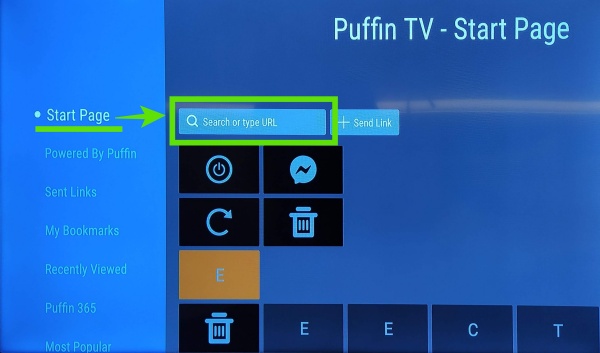 Puffin TV - Start Page
Start Page
Search or type URL
Send Link
Powered By Puffin
Sent Links
My Bookmarks
Recently Viewed
E
Puffin 365
E
E
C
T
Most Popular